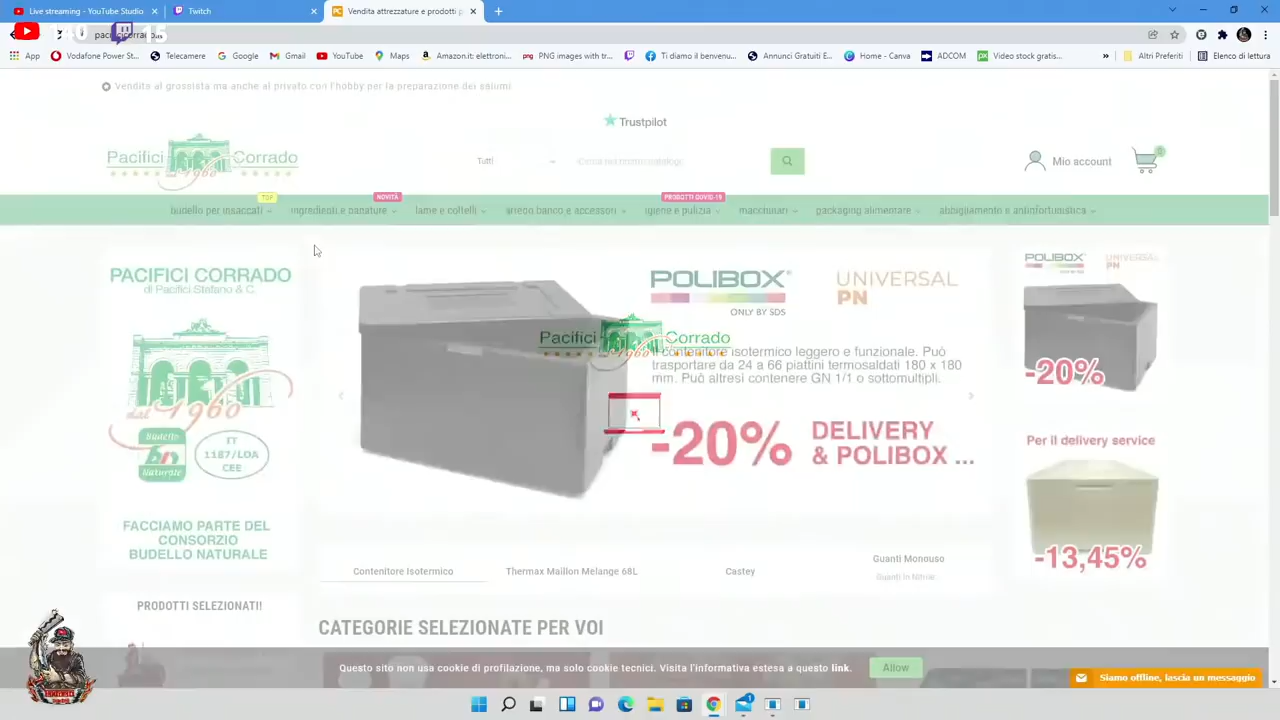 Live streaming - YouTube Studio
Twitch
Vendita attrezzature e prodotti p
App
Vodafone Power St...
Telecamere
Google
Gmail
YouTube
Maps
Amazon.it: elettroni...
PNG images with tr...
Ti diamo il benvenu...
Annunci Gratuiti E...
Home - Canva
ADCOM
Video stock gratis...
»
Altri Preferiti
Elenco di lettura
Vendita al grossista ma anche al privato con l'hobby per la preparazione dei salumi.
Trustpilot
Pacifici Corrado
dal 1960
Tutti
Cerca nel nostro catalogo
Mio account
0
TOP
NOVITÀ
PRODOTTI COVID-19
budello per insaccati
ingredienti e panature
lame e coltelli
arredo banco e accessori
igiene e pulizia
macchinari
packaging alimentare
abbigliamento e antinfortunistica
PACIFICI CORRADO
di Pacifici Stefano & C.
dal 1960
Budello
bn
Naturale
IT
1187/LOA
CEE
FACCIAMO PARTE DEL
CONSORZIO
BUDELLO NATURALE
POLIBOX®
ONLY BY SDS
UNIVERSAL
PN
Pacifici Corrado
Il contenitore isotermico leggero e funzionale. Può
trasportare da 24 a 66 piattini termosaldati 180 x 180
mm. Può altresì contenere GN 1/1 o sottomultipli.
-20%
DELIVERY
& POLIBOX ...
-20%
Per il delivery service
-13,45%
Contenitore Isotermico
Thermax Maillon Melange 68L
Castey
Guanti Monouso
Guanti in Nitrile
PRODOTTI SELEZIONATI!
CATEGORIE SELEZIONATE PER VOI
Questo sito non usa cookie di profilazione, ma solo cookie tecnici. Visita l'informativa estesa a questo link.
Allow
Siamo offline, lascia un messaggio